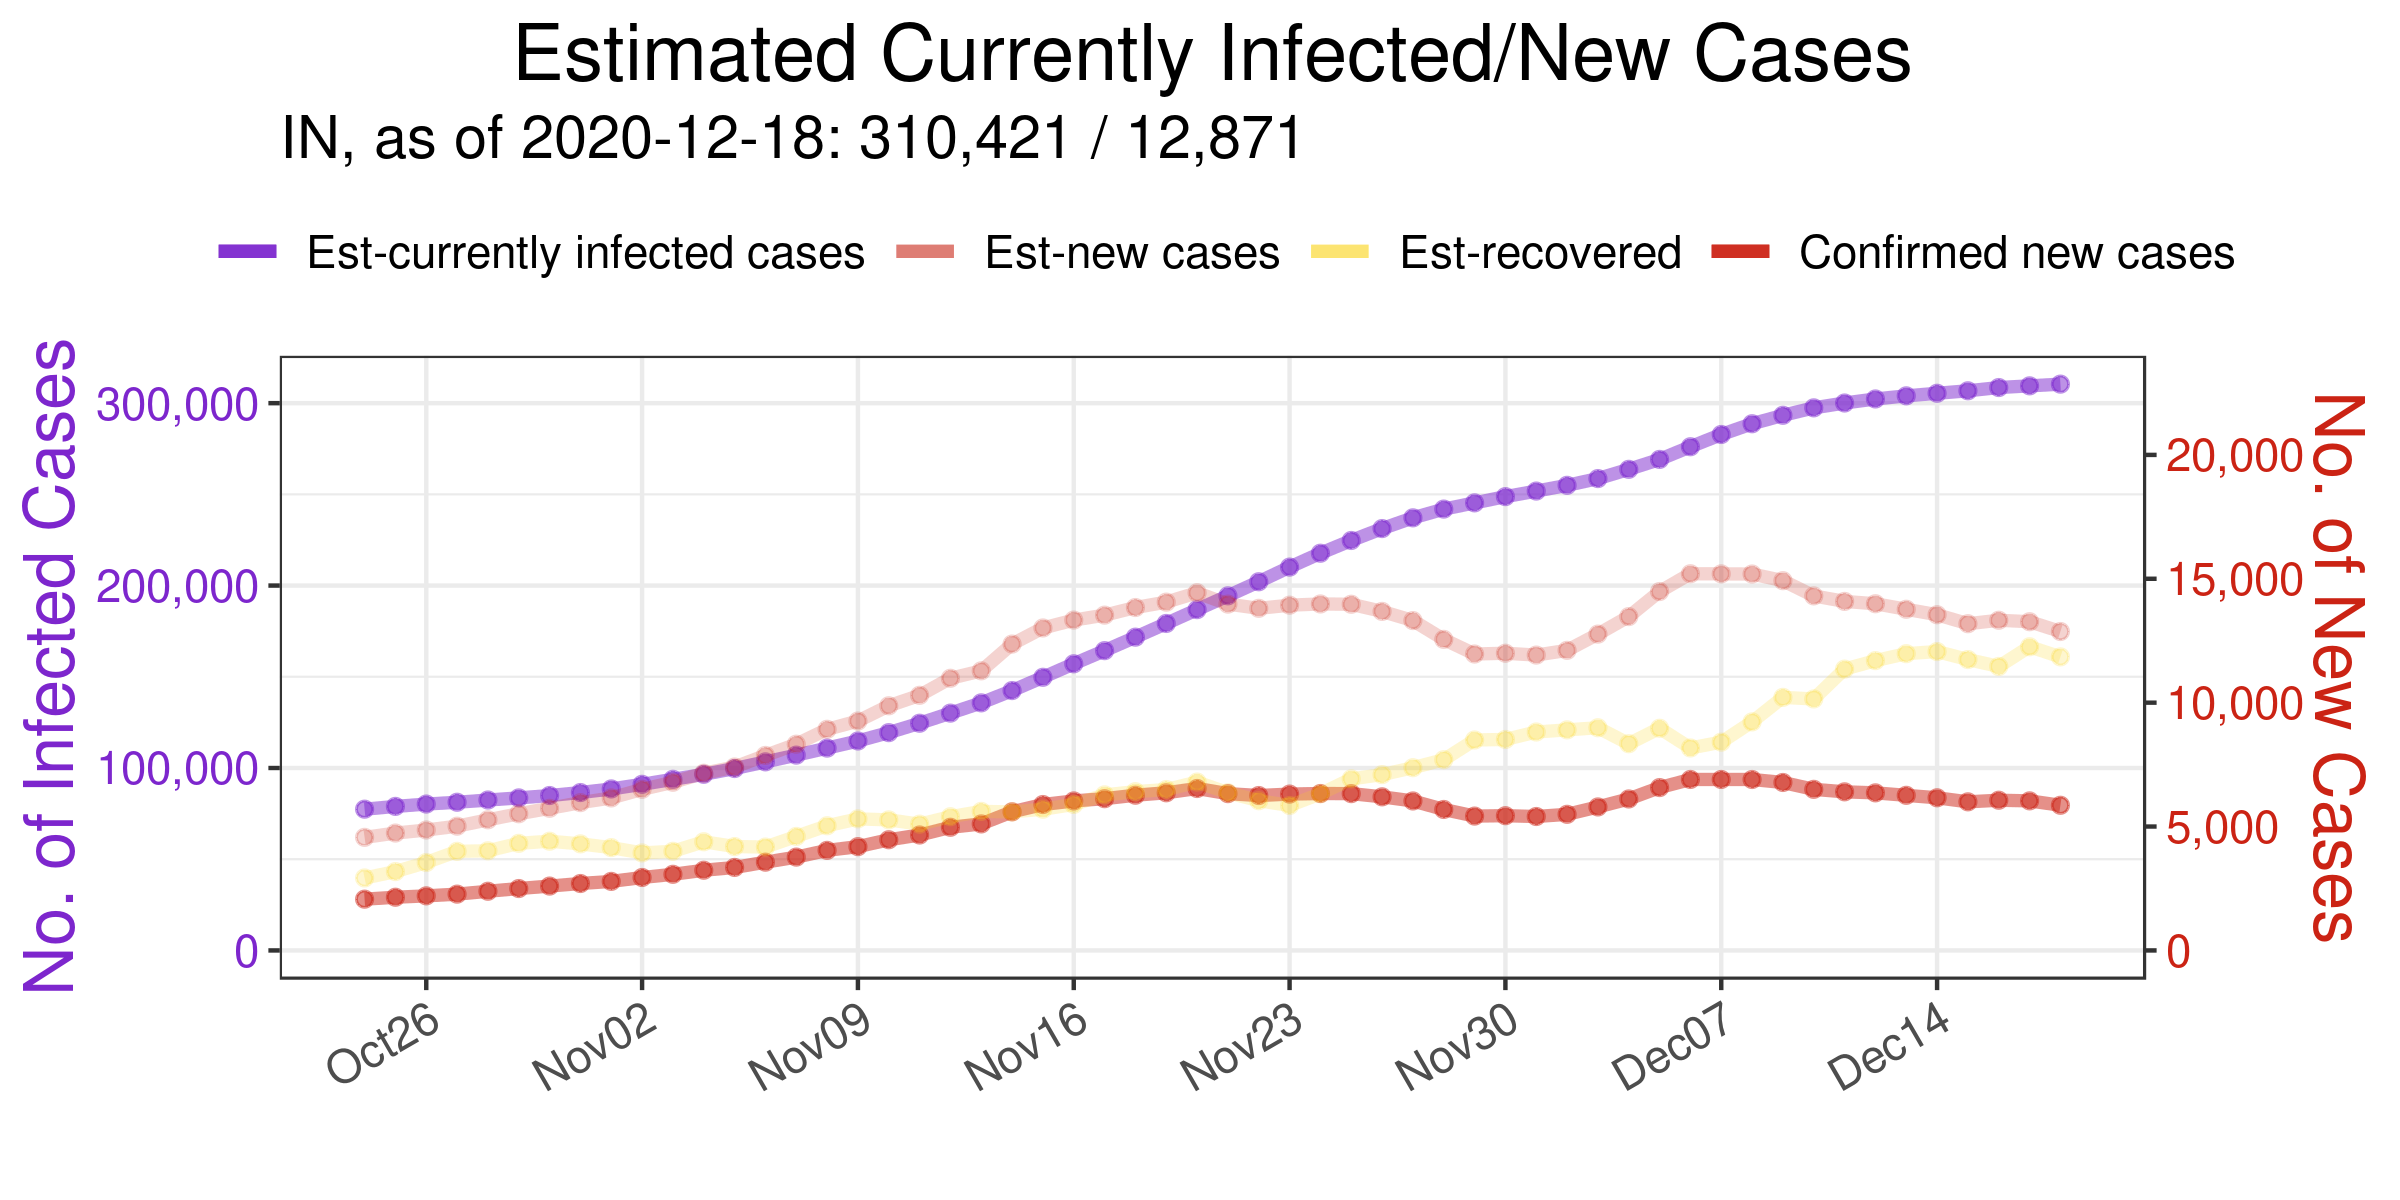 Estimated Currently Infected/New Cases
IN, as of 2020-12-18: 310,421 / 12,871
Est-currently infected cases Est-new cases Est-recovered Confirmed new cases
No. of Infected Cases
300,000
200,000
100,000
0
20,000
15,000
10,000
5,000
0
No. of New Cases
Oct26 Nov02 Nov09 Nov16 Nov23 Nov30 Dec07 Dec14